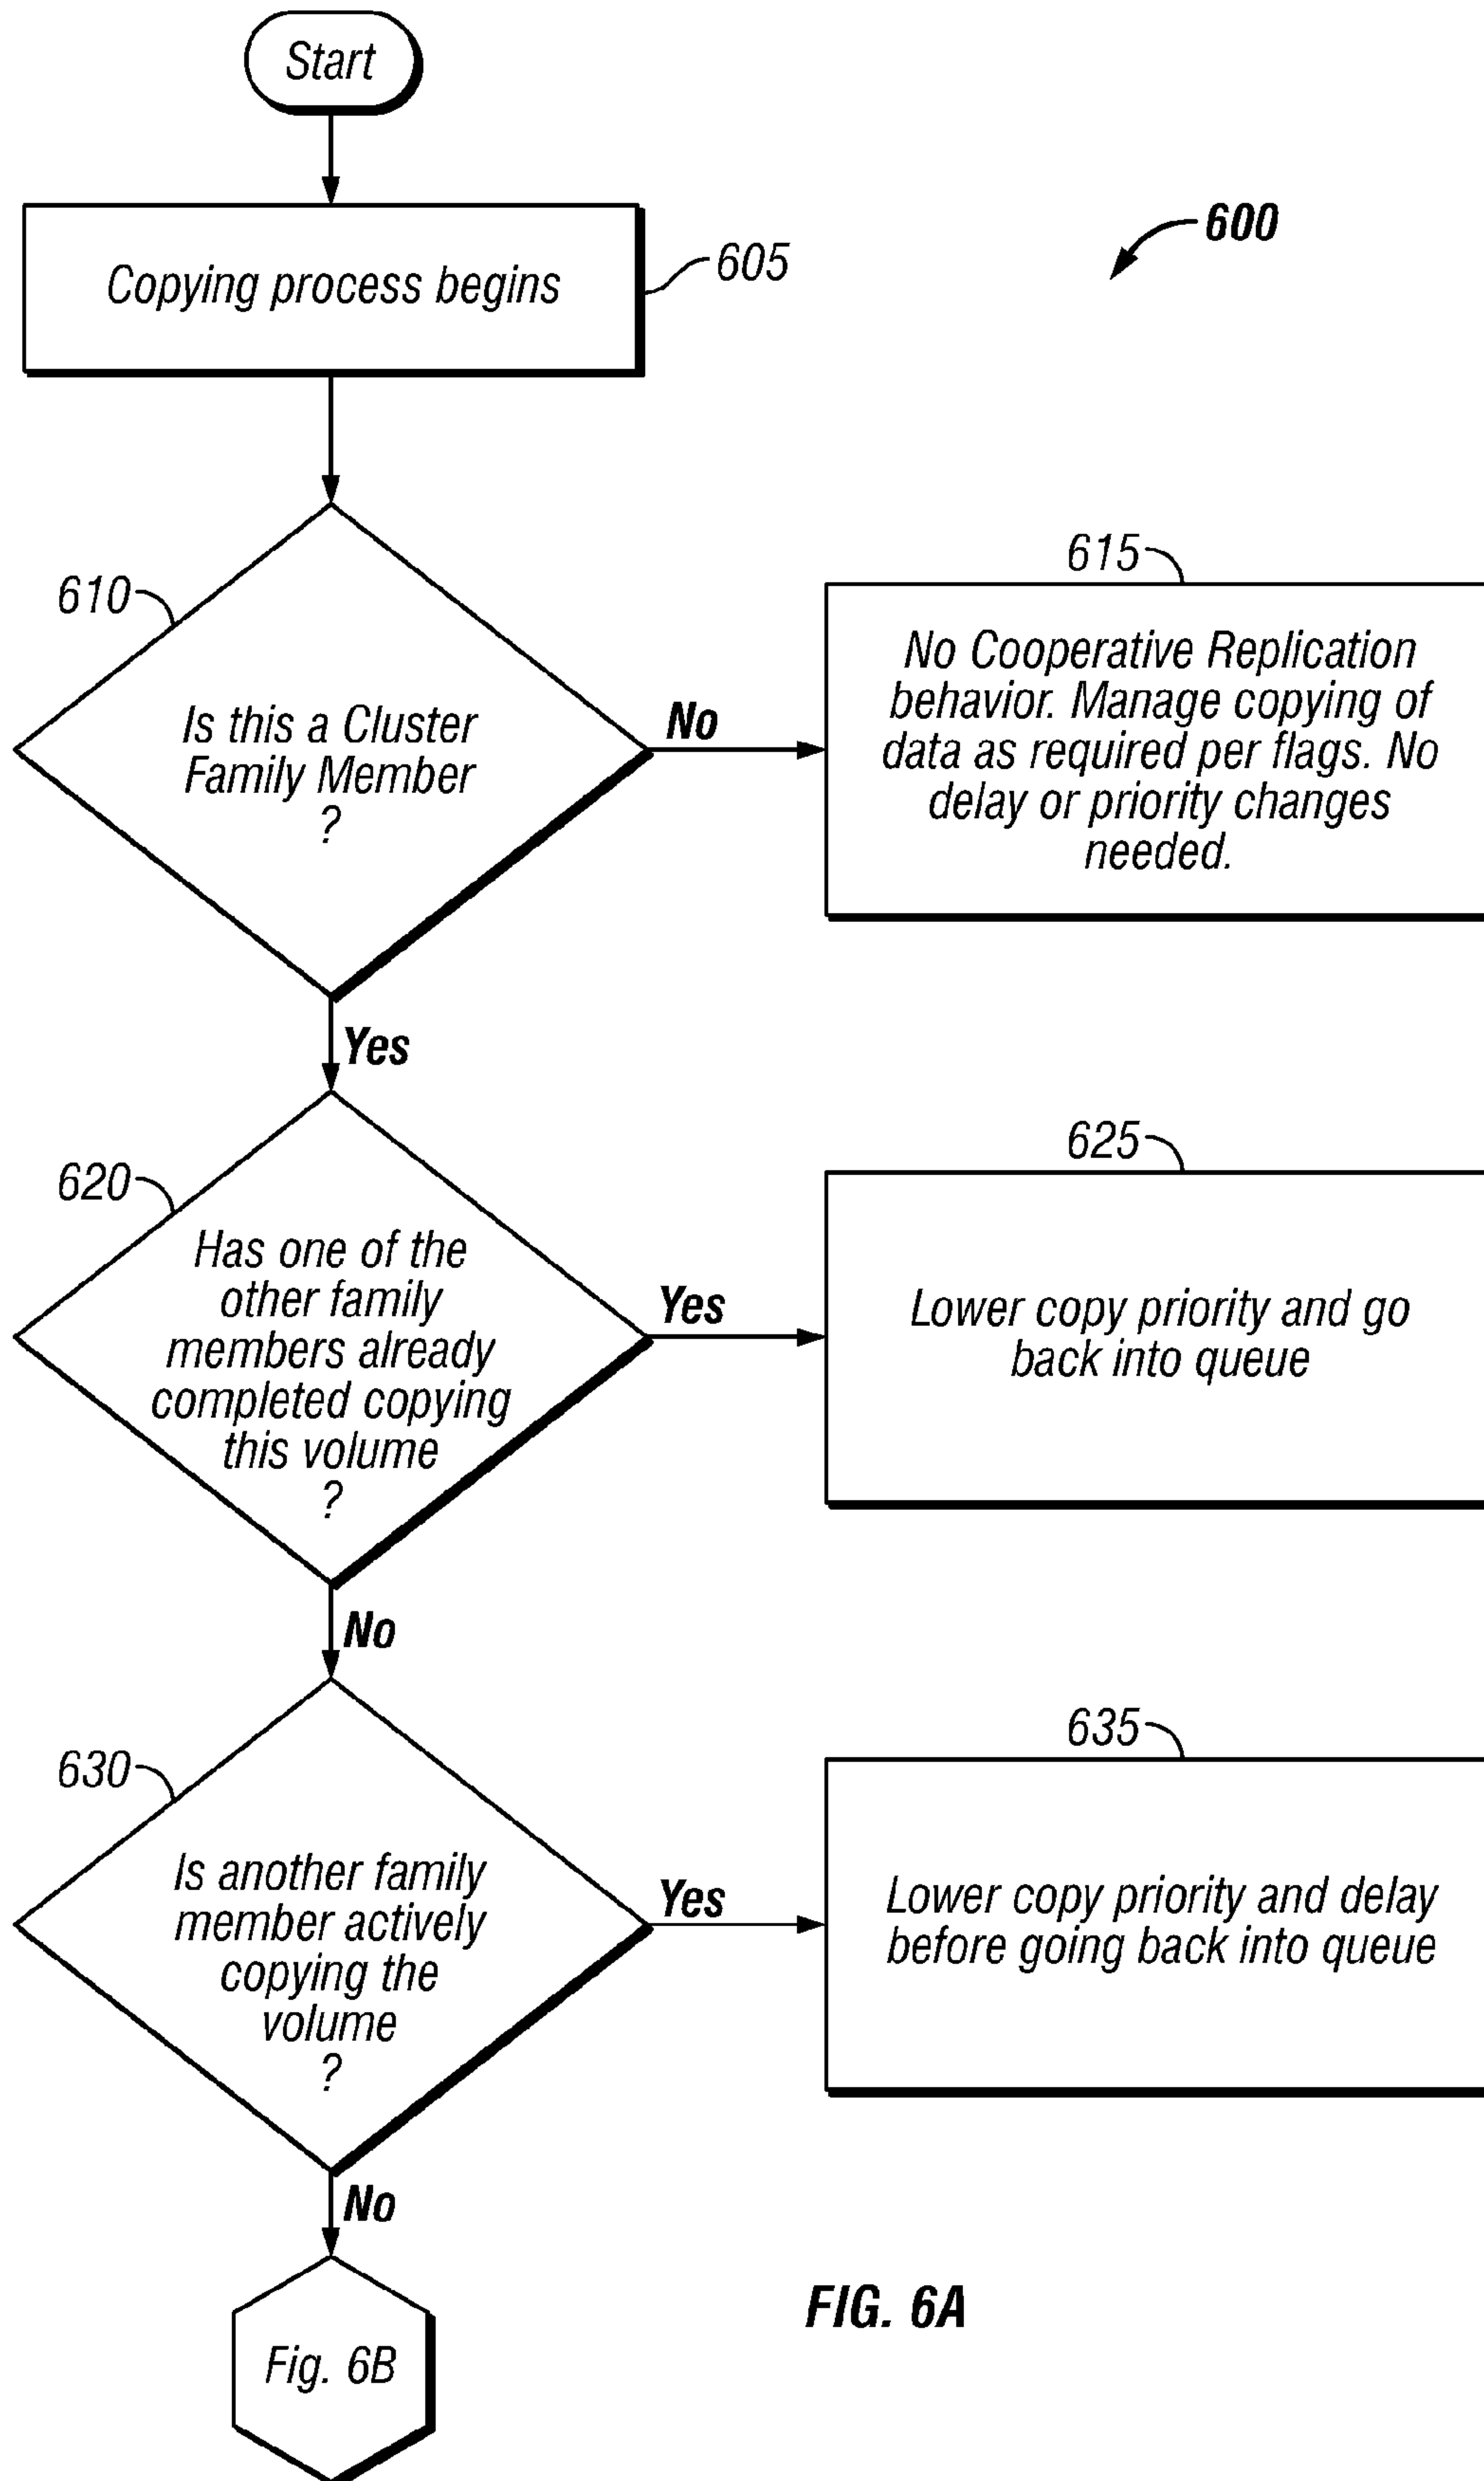 Start
600
Copying process begins
605
610
Is this a Cluster
Family Member
?
No
615
No Cooperative Replication
behavior. Manage copying of
data as required per flags. No
delay or priority changes
needed.
Yes
620
Has one of the
other family
members already
completed copying
this volume
?
Yes
625
Lower copy priority and go
back into queue
No
630
Is another family
member actively
copying the
volume
?
Yes
635
Lower copy priority and delay
before going back into queue
No
Fig. 6B
FIG. 6A